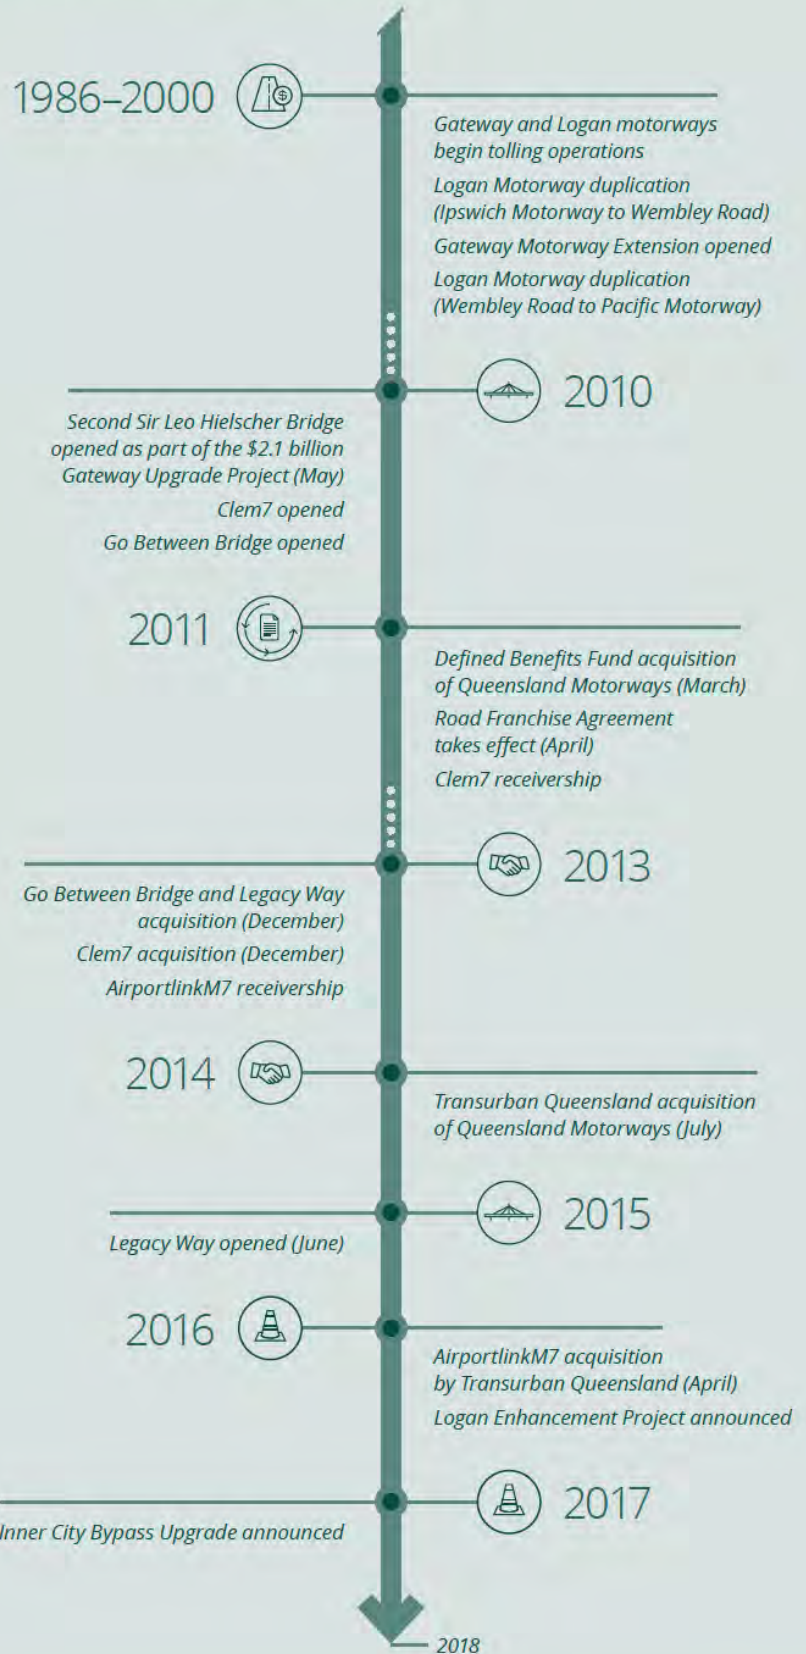 1986–2000
$
Gateway and Logan motorways
begin tolling operations
Logan Motorway duplication
(Ipswich Motorway to Wembley Road)
Gateway Motorway Extension opened
Logan Motorway duplication
(Wembley Road to Pacific Motorway)
2010
Second Sir Leo Hielscher Bridge
opened as part of the $2.1 billion
Gateway Upgrade Project (May)
Clem7 opened
Go Between Bridge opened
2011
Defined Benefits Fund acquisition
of Queensland Motorways (March)
Road Franchise Agreement
takes effect (April)
Clem7 receivership
2013
Go Between Bridge and Legacy Way
acquisition (December)
Clem7 acquisition (December)
AirportlinkM7 receivership
2014
Transurban Queensland acquisition
of Queensland Motorways (July)
2015
Legacy Way opened (June)
2016
AirportlinkM7 acquisition
by Transurban Queensland (April)
Logan Enhancement Project announced
2017
Inner City Bypass Upgrade announced
2018